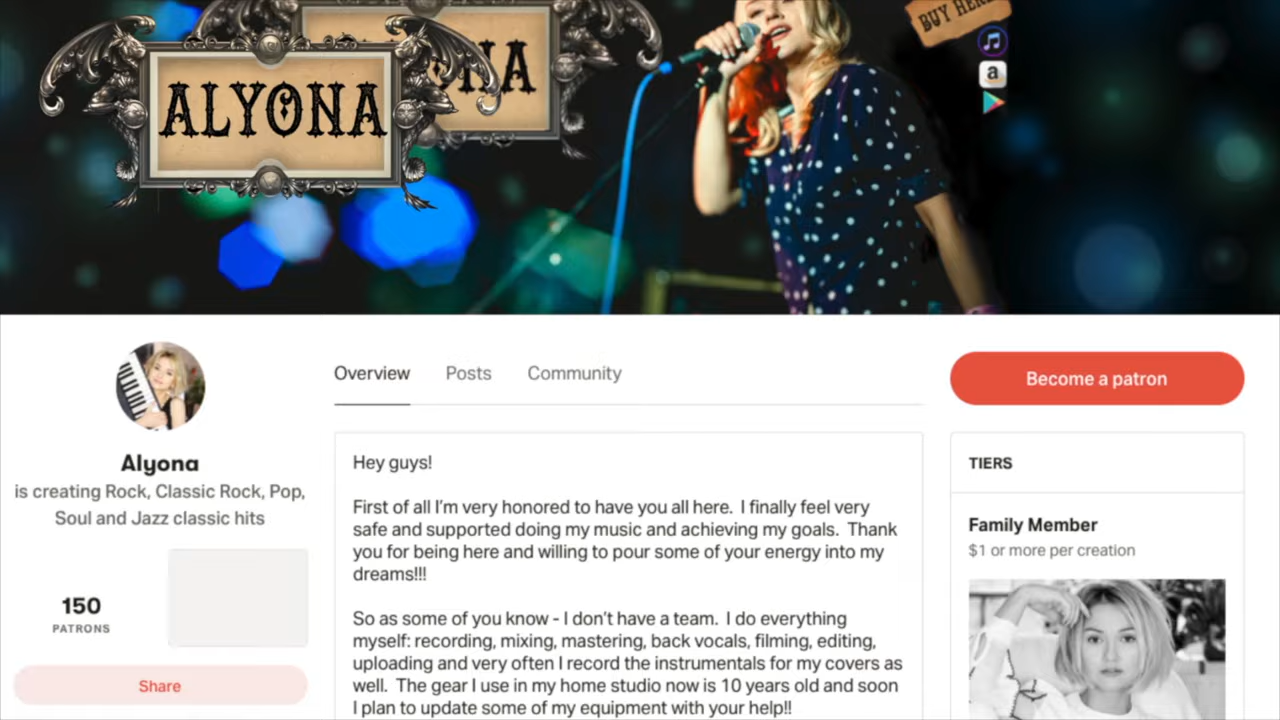 ALYONA
NA
BUY HERE
a
Overview
Posts
Community
Become a patron
Alyona
is creating Rock, Classic Rock, Pop,
Soul and Jazz classic hits
150
PATRONS
Share
Hey guys!
First of all I'm very honored to have you all here.  I finally feel very
safe and supported doing my music and achieving my goals.  Thank
you for being here and willing to pour some of your energy into my
dreams!!!
So as some of you know - I don't have a team.  I do everything
myself: recording, mixing, mastering, back vocals, filming, editing,
uploading and very often I record the instrumentals for my covers as
well.  The gear I use in my home studio now is 10 years old and soon
I plan to update some of my equipment with your help!!
TIERS
Family Member
$1 or more per creation